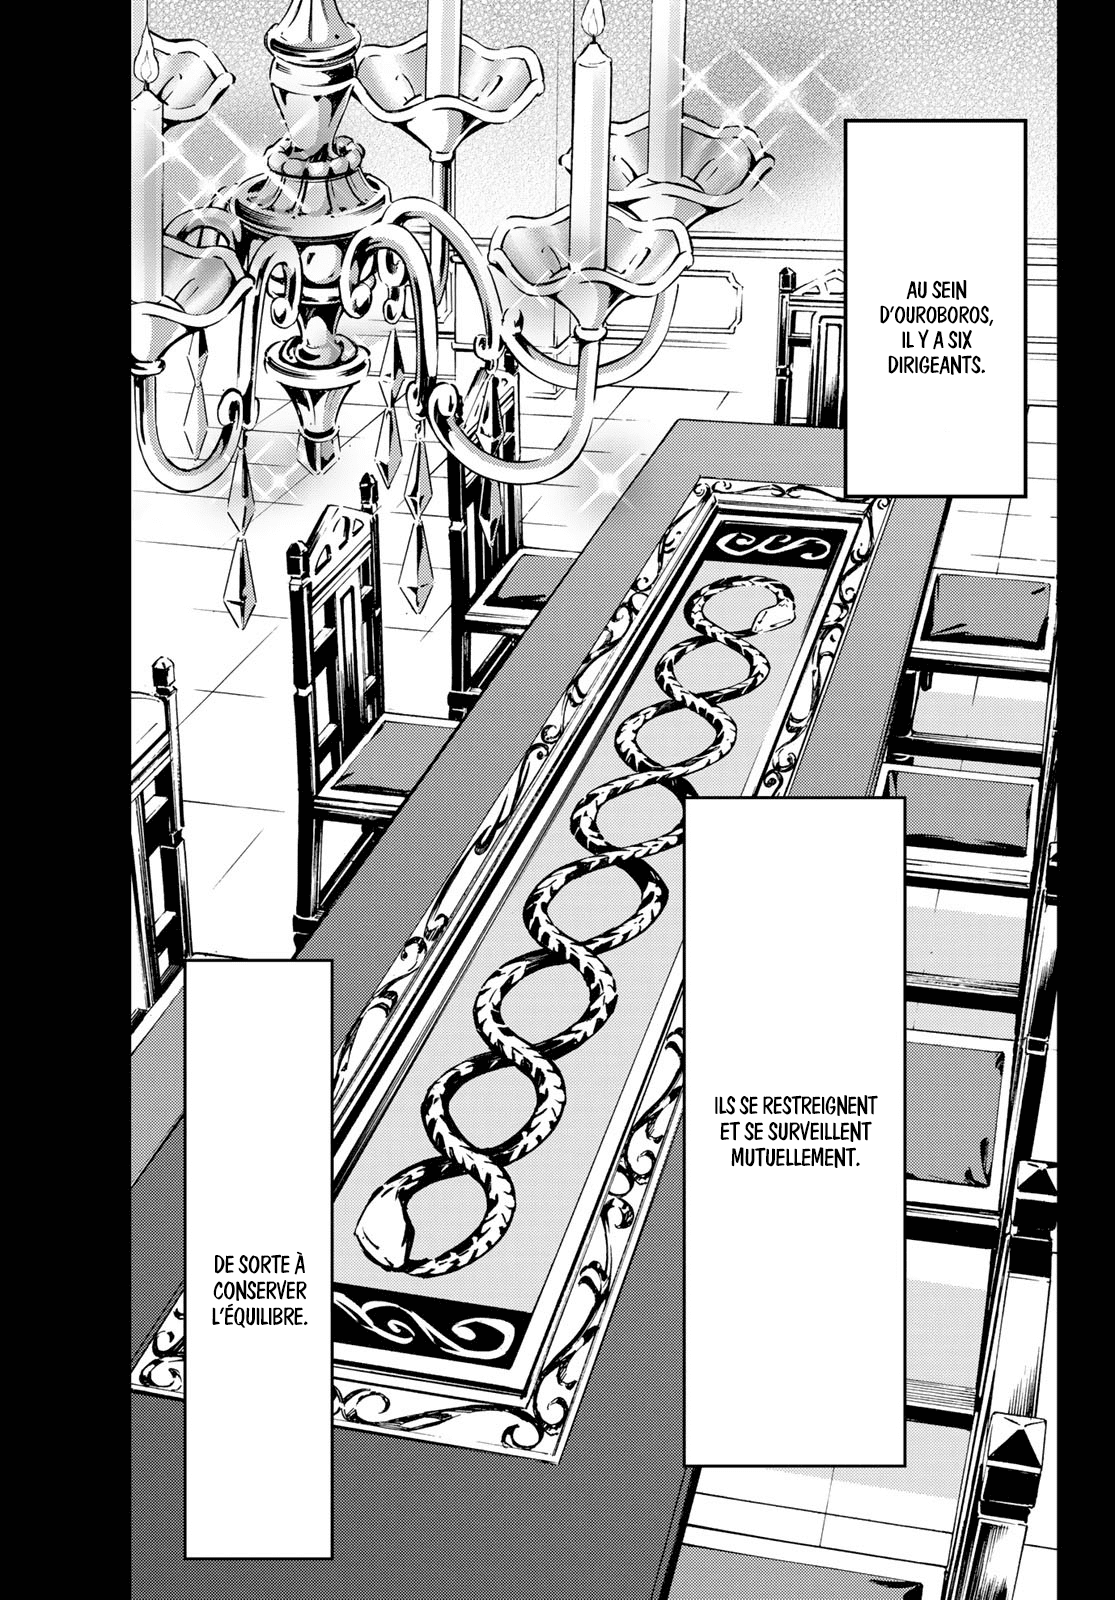 AU SEIN
D'OUROBOROS,
IL Y A SIX
DIRIGEANTS.
ILS SE RESTREIGNENT
ET SE SURVEILLENT
MUTUELLEMENT.
DE SORTE À
CONSERVER
L'ÉQUILIBRE.